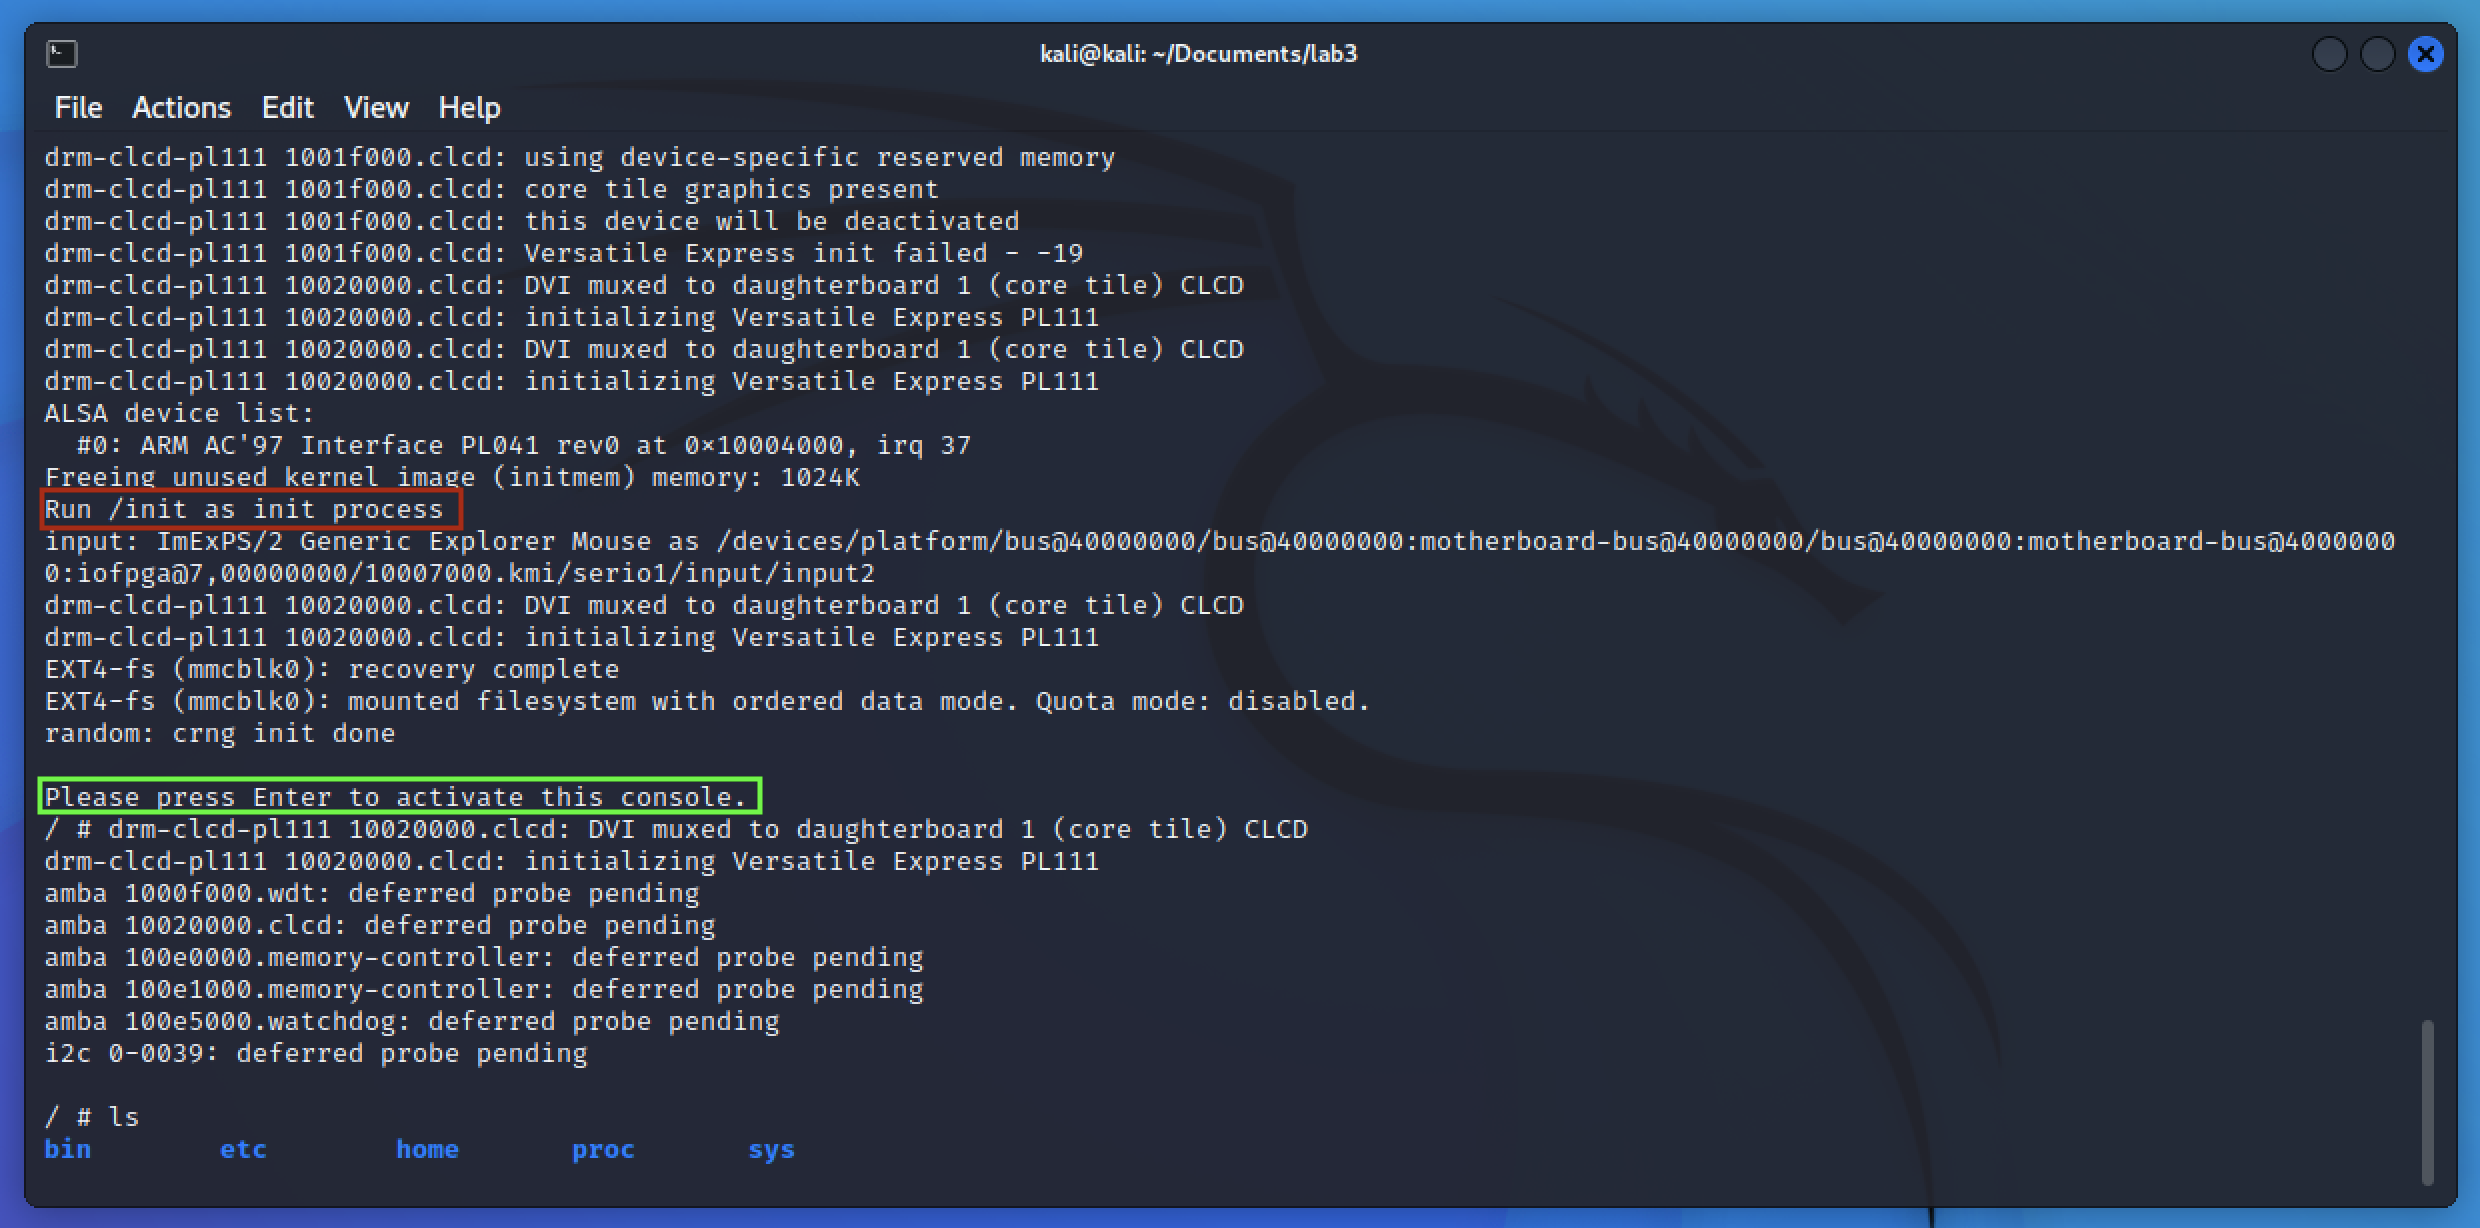 kali@kali: ~/Documents/lab3
File Actions Edit View Help
drm-clcd-pl111 1001f000.clcd: using device-specific reserved memory
drm-clcd-pl111 1001f000.clcd: core tile graphics present
drm-clcd-pl111 1001f000.clcd: this device will be deactivated
drm-clcd-pl111 1001f000.clcd: Versatile Express init failed - -19
drm-clcd-pl111 10020000.clcd: DVI muxed to daughterboard 1 (core tile) CLCD
drm-clcd-pl111 10020000.clcd: initializing Versatile Express PL111
drm-clcd-pl111 10020000.clcd: DVI muxed to daughterboard 1 (core tile) CLCD
drm-clcd-pl111 10020000.clcd: initializing Versatile Express PL111
ALSA device list:
  #0: ARM AC'97 Interface PL041 rev0 at 0×10004000, irq 37
Freeing unused kernel image (initmem) memory: 1024K
Run /init as init process
input: ImExPS/2 Generic Explorer Mouse as /devices/platform/bus@40000000/bus@40000000:motherboard-bus@40000000/bus@40000000:motherboard-bus@4000000
0:iofpga@7,00000000/10007000.kmi/serio1/input/input2
drm-clcd-pl111 10020000.clcd: DVI muxed to daughterboard 1 (core tile) CLCD
drm-clcd-pl111 10020000.clcd: initializing Versatile Express PL111
EXT4-fs (mmcblk0): recovery complete
EXT4-fs (mmcblk0): mounted filesystem with ordered data mode. Quota mode: disabled.
random: crng init done
Please press Enter to activate this console.
/ # drm-clcd-pl111 10020000.clcd: DVI muxed to daughterboard 1 (core tile) CLCD
drm-clcd-pl111 10020000.clcd: initializing Versatile Express PL111
amba 1000f000.wdt: deferred probe pending
amba 10020000.clcd: deferred probe pending
amba 100e0000.memory-controller: deferred probe pending
amba 100e1000.memory-controller: deferred probe pending
amba 100e5000.watchdog: deferred probe pending
i2c 0-0039: deferred probe pending
/ # ls
bin etc home proc sys